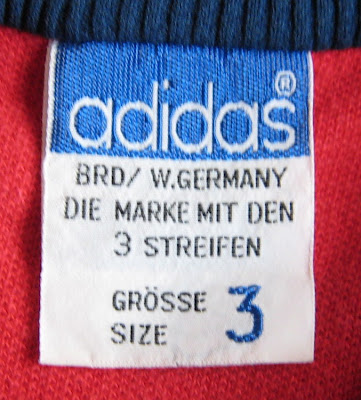 adidas®
BRD/ W.GERMANY
DIE MARKE MIT DEN
3 STREIFEN
GRÖSSE
SIZE 3